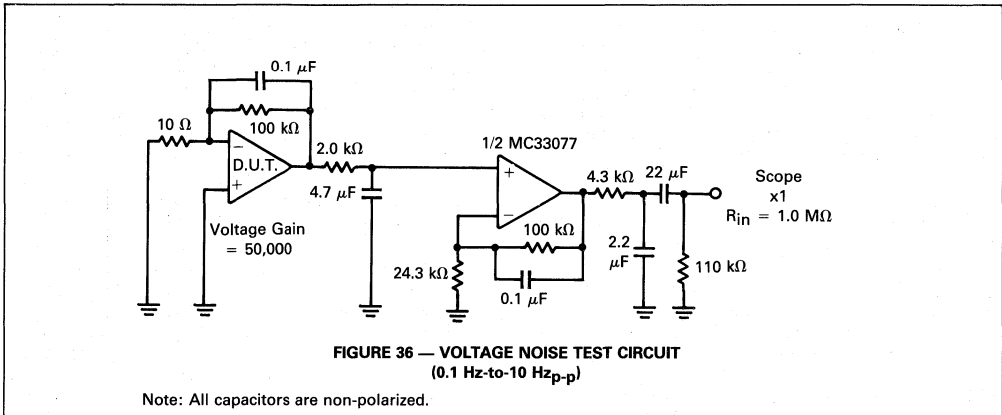 0.1 μF
10 Ω
100 kΩ
−
D.U.T.
+
2.0 kΩ
4.7 μF
Voltage Gain
= 50,000
1/2 MC33077
+
−
100 kΩ
24.3 kΩ
0.1 μF
4.3 kΩ
22 μF
2.2
μF
110 kΩ
Scope
x1
Rin = 1.0 MΩ
FIGURE 36 — VOLTAGE NOISE TEST CIRCUIT
(0.1 Hz-to-10 Hzp-p)
Note: All capacitors are non-polarized.